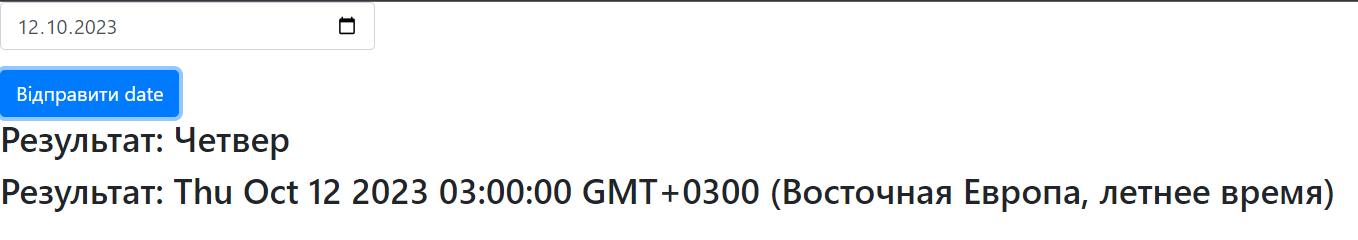 12.10.2023
Відправити date
Результат: Четвер
Результат: Thu Oct 12 2023 03:00:00 GMT+0300 (Восточная Европа, летнее время)